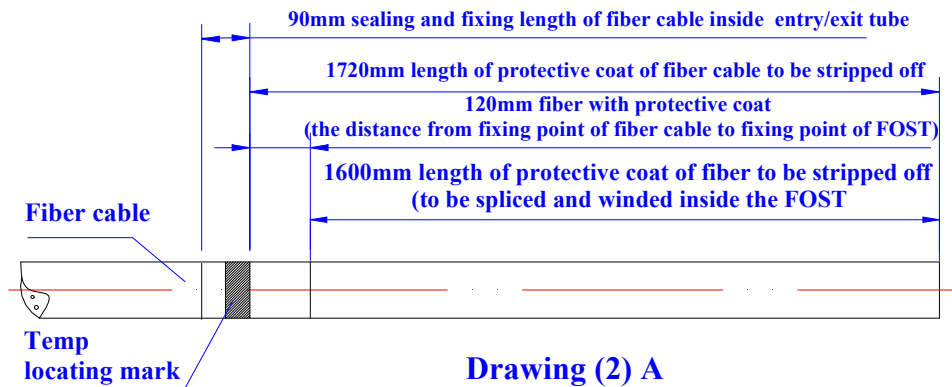 90mm sealing and fixing length of fiber cable inside entry/exit tube
1720mm length of protective coat of fiber cable to be stripped off
120mm fiber with protective coat
(the distance from fixing point of fiber cable to fixing point of FOST)
1600mm length of protective coat of fiber to be stripped off
(to be spliced and winded inside the FOST
Fiber cable
Temp
locating mark
Drawing (2) A